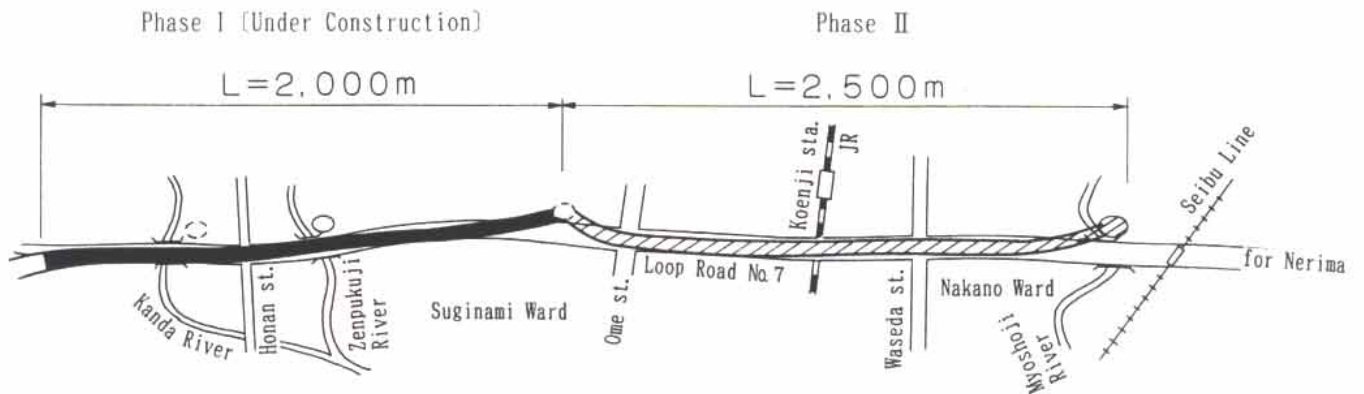 Phase I (Under Construction)
Phase II
L=2,000m
L=2,500m
Koenji sta.
JR
Seibu Line
for Nerima
Loop Road No.7
Kanda River
Honan st.
Zenpukuji
River
Suginami Ward
Ome st.
Waseda st.
Nakano Ward
Myoshoji
River